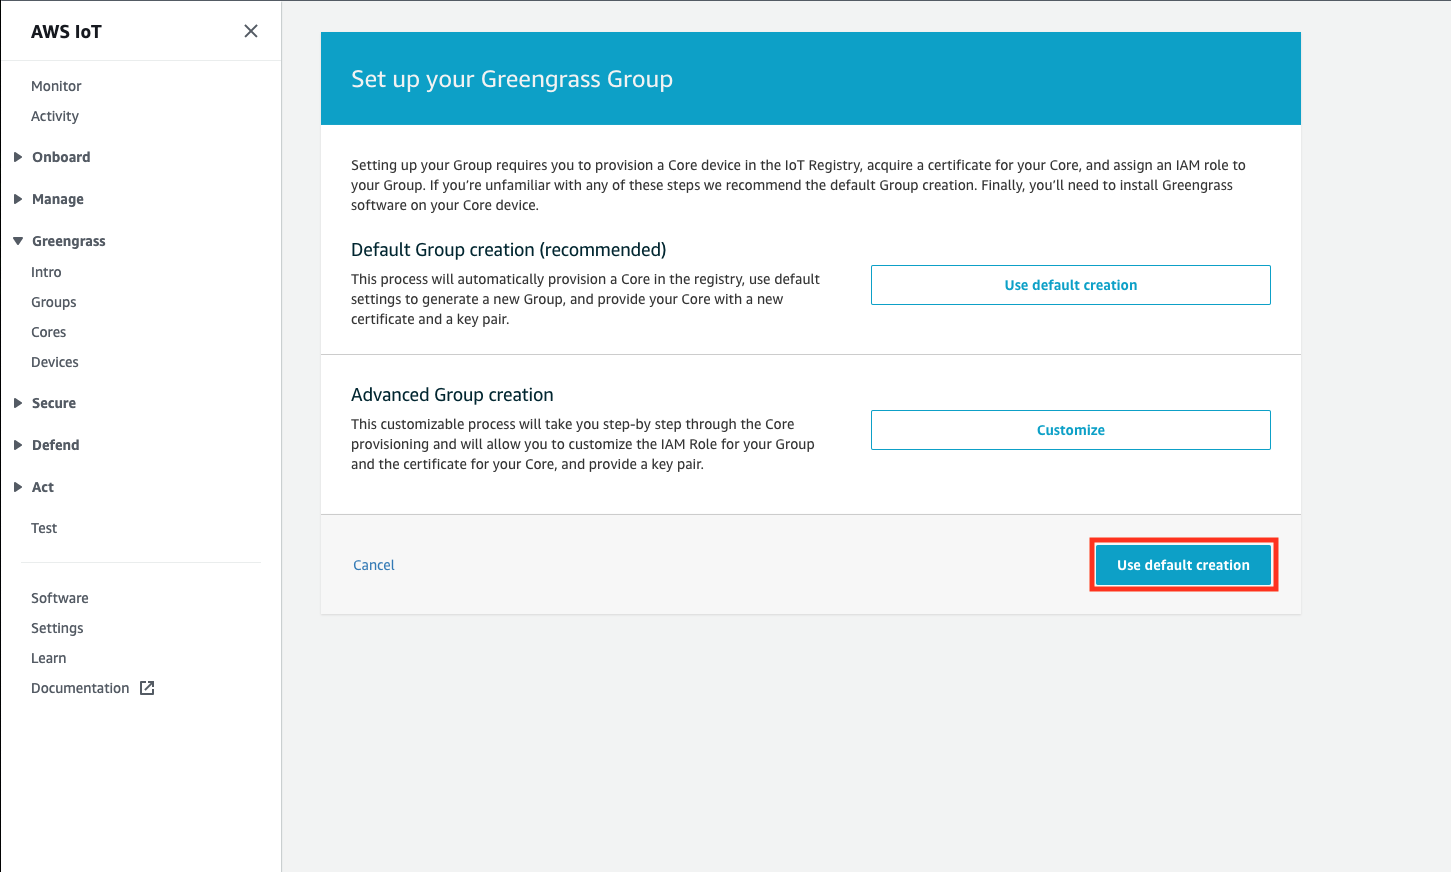 AWS IoT
Monitor
Activity
Onboard
Manage
Greengrass
Intro
Groups
Cores
Devices
Secure
Defend
Act
Test
Software
Settings
Learn
Documentation
Set up your Greengrass Group
Setting up your Group requires you to provision a Core device in the IoT Registry, acquire a certificate for your Core, and assign an IAM role to
your Group. If you’re unfamiliar with any of these steps we recommend the default Group creation. Finally, you’ll need to install Greengrass
software on your Core device.
Default Group creation (recommended)
This process will automatically provision a Core in the registry, use default
settings to generate a new Group, and provide your Core with a new
certificate and a key pair.
Use default creation
Advanced Group creation
This customizable process will take you step-by step through the Core
provisioning and will allow you to customize the IAM Role for your Group
and the certificate for your Core, and provide a key pair.
Customize
Cancel
Use default creation